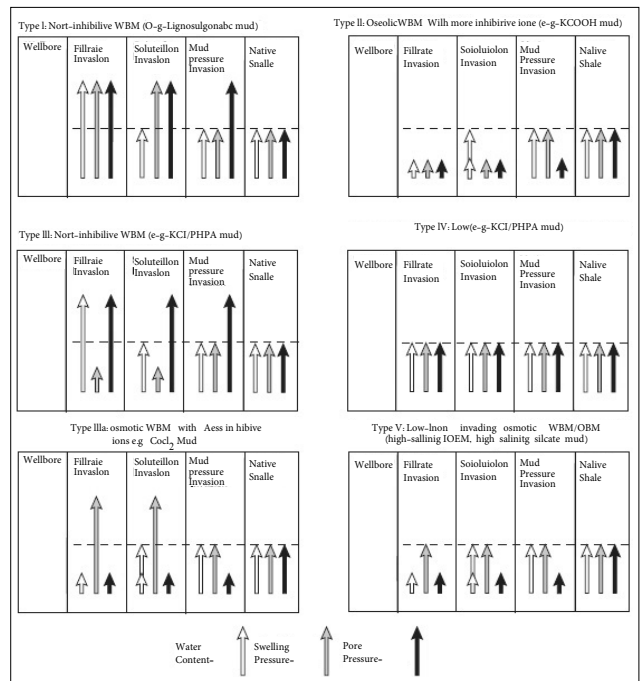 Type I: Nort-inhibilive WBM (O-g-Lignosulgonabc mud)
Wellbore
Fillraie
Invaslon
Soluteillon
Invaslon
Mud
pressure
Invasion
Native
Snalle
Type ll: OseolicWBM Wilh more inhibirive ione (e-g-KCOOH mud)
Wellbore
Fillrate
Invasion
Soioluiolon
Invasion
Mud
Pressure
Invasion
Native
Shale
Type III: Nort-inhibilive WBM (e-g-KCI/PHPA mud)
Wellbore
Fillraie
Invaslon
Soluteillon
Invaslon
Mud
pressure
Invasion
Native
Snalle
Type lV: Low(e-g-KCI/PHPA mud)
Wellbore
Fillrate
Invasion
Soioluiolon
Invasion
Mud
Pressure
Invasion
Nalive
Shale
Type IIIa: osmotic WBM with Aess in hibive
ions e.g Cocl2 Mud
Wellbore
Fillraie
Invaslon
Soluteillon
Invaslon
Mud
pressure
Invasion
Native
Snalle
Type V: Low-lnon invading osmotic WBM/OBM
(high-sallinig IOEM, high salinitg silcate mud)
Wellbore
Fillrate
Invasion
Soioluiolon
Invasion
Mud
Pressure
Invasion
Native
Shale
Water
Content-
Swelling
Pressure-
Pore
Pressure-